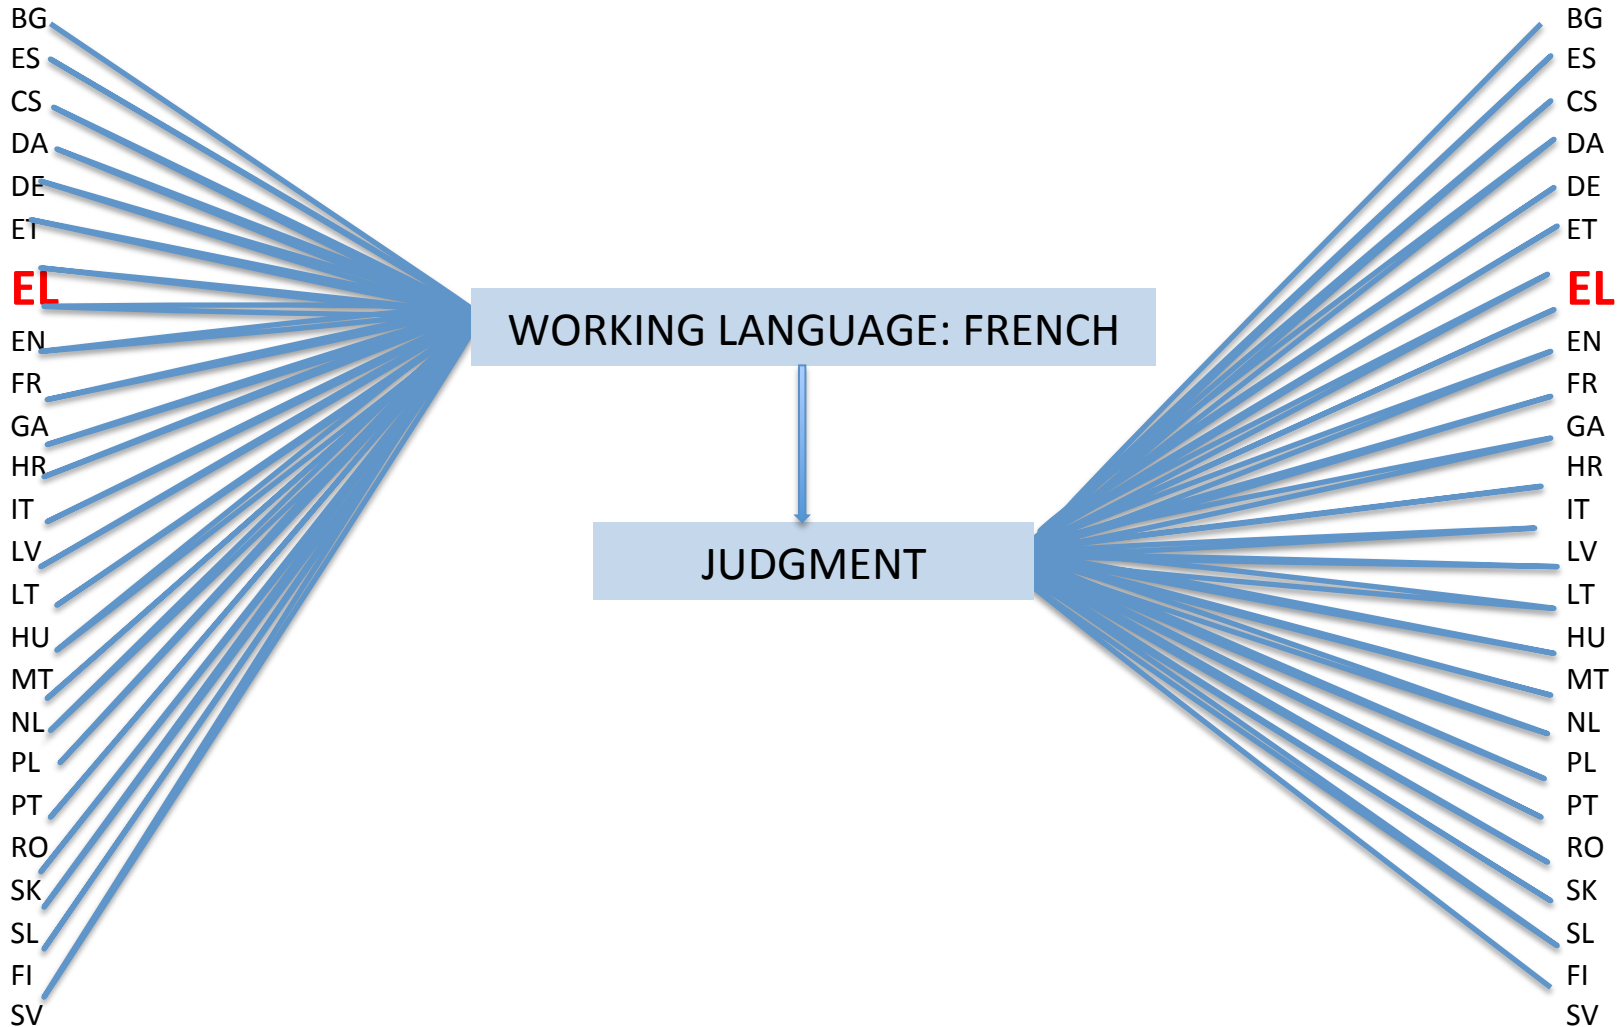 BG
ES
CS
DA
DE
ET
EL
EN
FR
GA
HR
IT
LV
LT
HU
MT
NL
PL
PT
RO
SK
SL
FI
SV
WORKING LANGUAGE: FRENCH
JUDGMENT
BG
ES
CS
DA
DE
ET
EL
EN
FR
GA
HR
IT
LV
LT
HU
MT
NL
PL
PT
RO
SK
SL
FI
SV